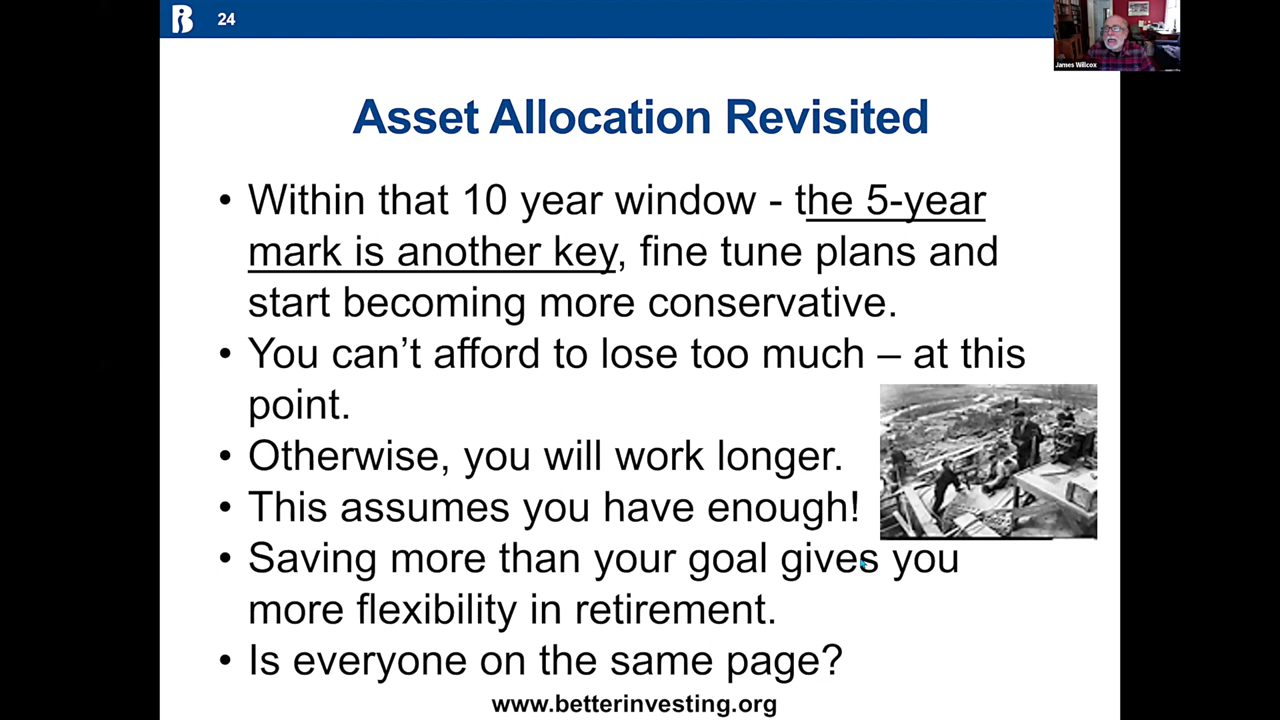 24
James Willcox
Asset Allocation Revisited
• Within that 10 year window - the 5-year
mark is another key, fine tune plans and
start becoming more conservative.
• You can’t afford to lose too much – at this
point.
• Otherwise, you will work longer.
• This assumes you have enough!
• Saving more than your goal gives you
more flexibility in retirement.
• Is everyone on the same page?
www.betterinvesting.org